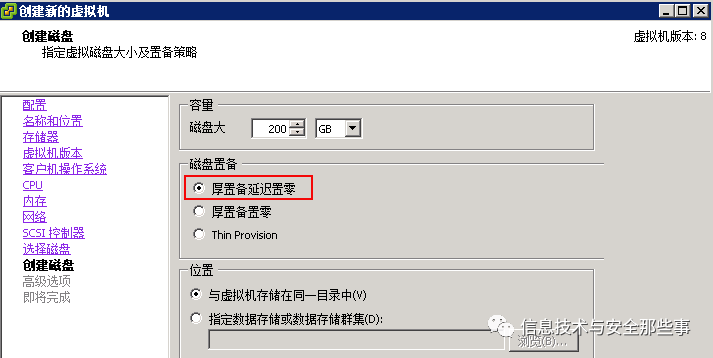 创建新的虚拟机
创建磁盘
指定虚拟磁盘大小及置备策略
虚拟机版本: 8
配置
名称和位置
存储器
虚拟机版本
客户机操作系统
CPU
内存
网络
SCSI 控制器
选择磁盘
创建磁盘
高级选项
即将完成
容量
磁盘大
200
GB
磁盘置备
厚置备延迟置零
厚置备置零
Thin Provision
位置
与虚拟机存储在同一目录中(V)
指定数据存储或数据存储群集(D):
浏览(B)...
信息技术与安全那些事